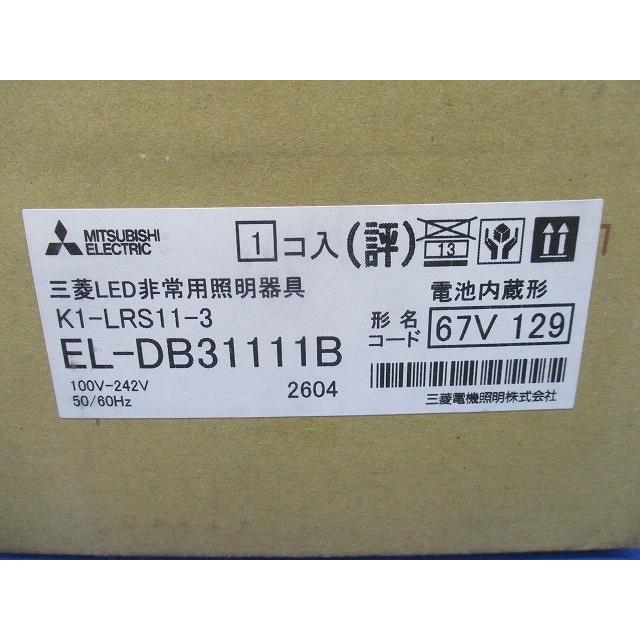 MITSUBISHI
ELECTRIC
1 コ入 (評) 13
三菱LED非常用照明器具
電池内蔵形
K1-LRS11-3
形名
コード
67V 129
EL-DB31111B
100V-242V
50/60Hz
2604
三菱電機照明株式会社